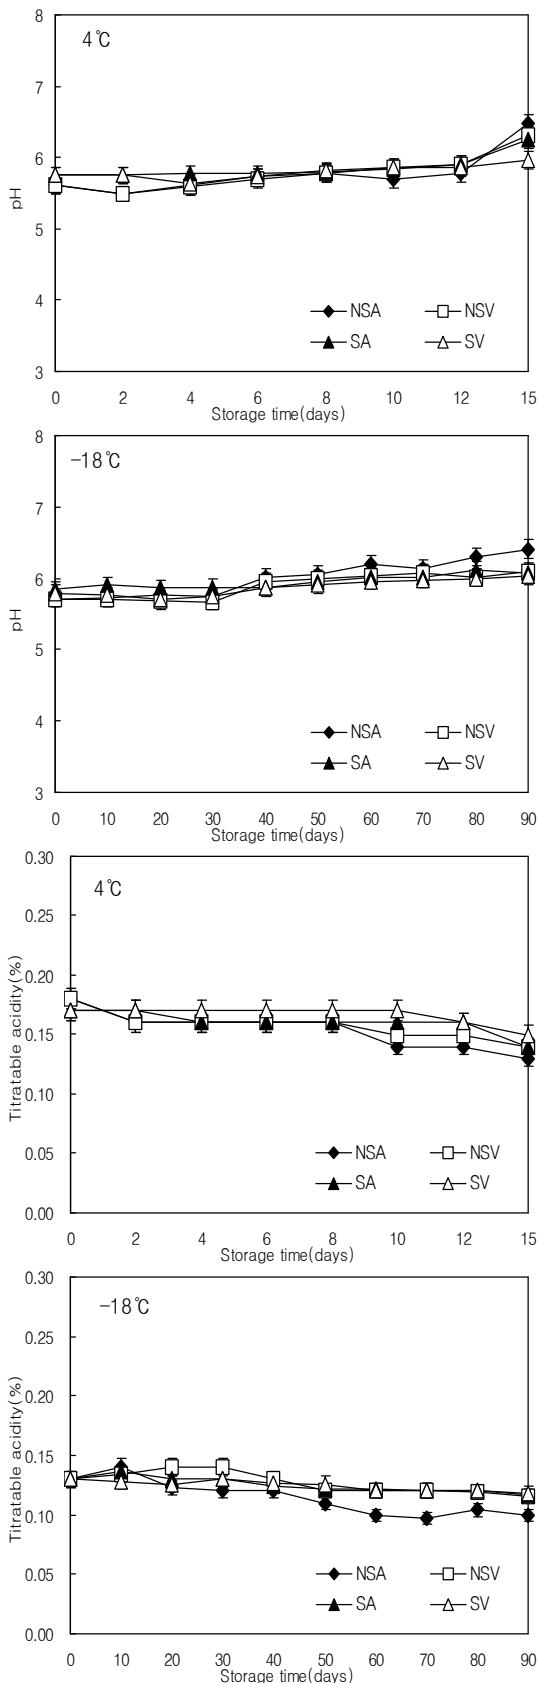 8
4℃
7
6
pH
5
4
NSA NSV
SA SV
3
0 2 4 6 8 10 12 15
Storage time(days)
8
−18℃
7
6
pH
5
4
NSA NSV
SA SV
3
0 10 20 30 40 50 60 70 80 90
Storage time(days)
0.30
4℃
0.25
0.20
Titratable acidity(%)
0.15
0.10
0.05
NSA NSV
SA SV
0.00
0 2 4 6 8 10 12 15
Storage time(days)
0.30
−18℃
0.25
0.20
Titratable acidity(%)
0.15
0.10
0.05
NSA NSV
SA SV
0.00
0 10 20 30 40 50 60 70 80 90
Storage time(days)